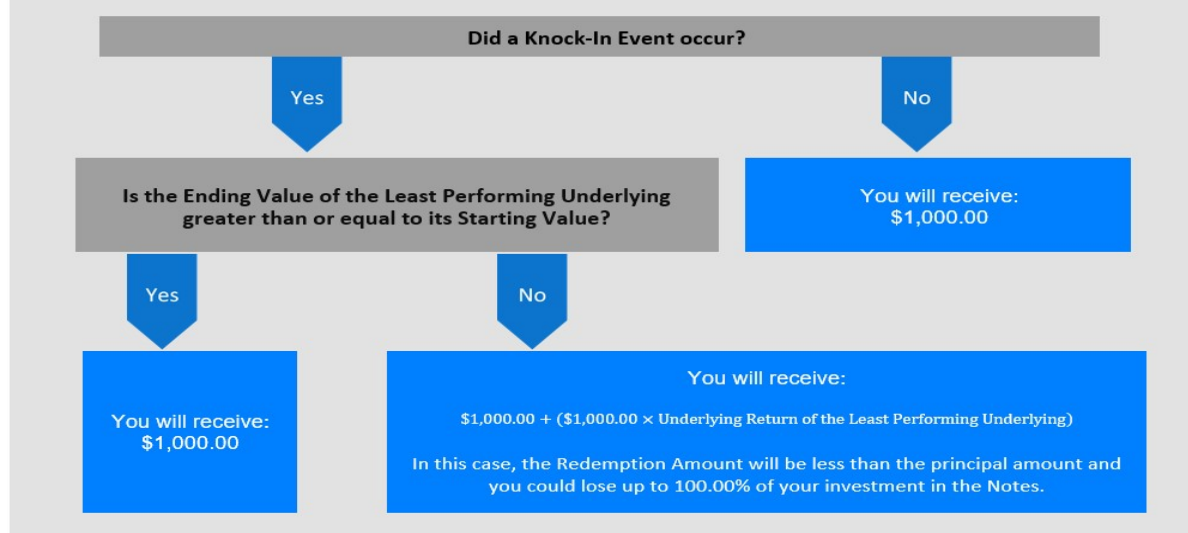 Did a Knock-In Event occur?
Yes
No
Is the Ending Value of the Least Performing Underlying
greater than or equal to its Starting Value?
You will receive:
$1,000.00
Yes
No
You will receive:
$1,000.00
You will receive:
$1,000.00 + ($1,000.00 × Underlying Return of the Least Performing Underlying)
In this case, the Redemption Amount will be less than the principal amount and
you could lose up to 100.00% of your investment in the Notes.